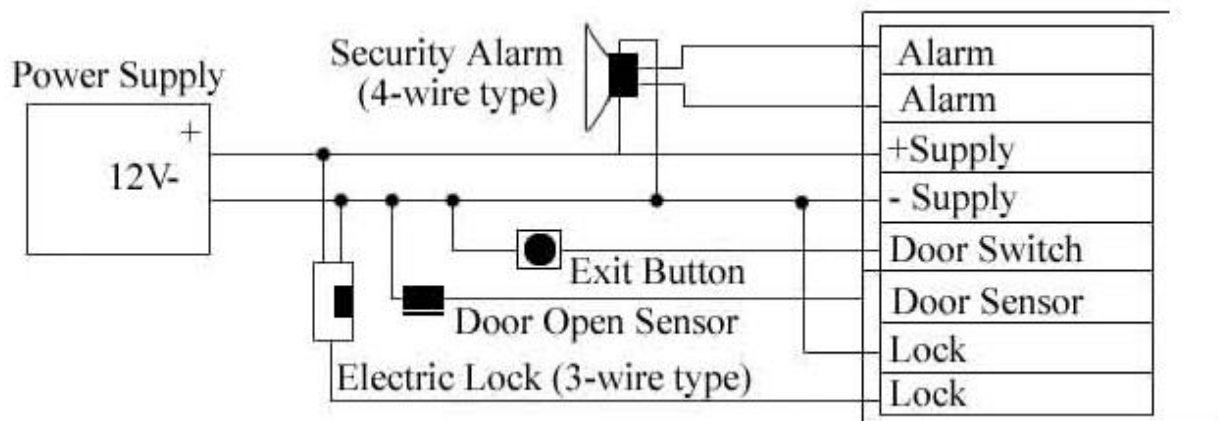 Power Supply
+
12V-
Security Alarm
(4-wire type)
Exit Button
Door Open Sensor
Electric Lock (3-wire type)
Alarm
Alarm
+Supply
- Supply
Door Switch
Door Sensor
Lock
Lock